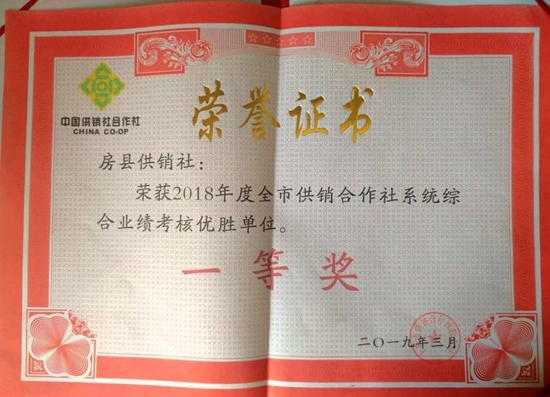 荣誉证书
中国供销社合作社
CHINA CO-OP
房县供销社：
荣获2018年度全市供销合作社系统综
合业绩考核优胜单位。
一等奖
二〇一九年三月